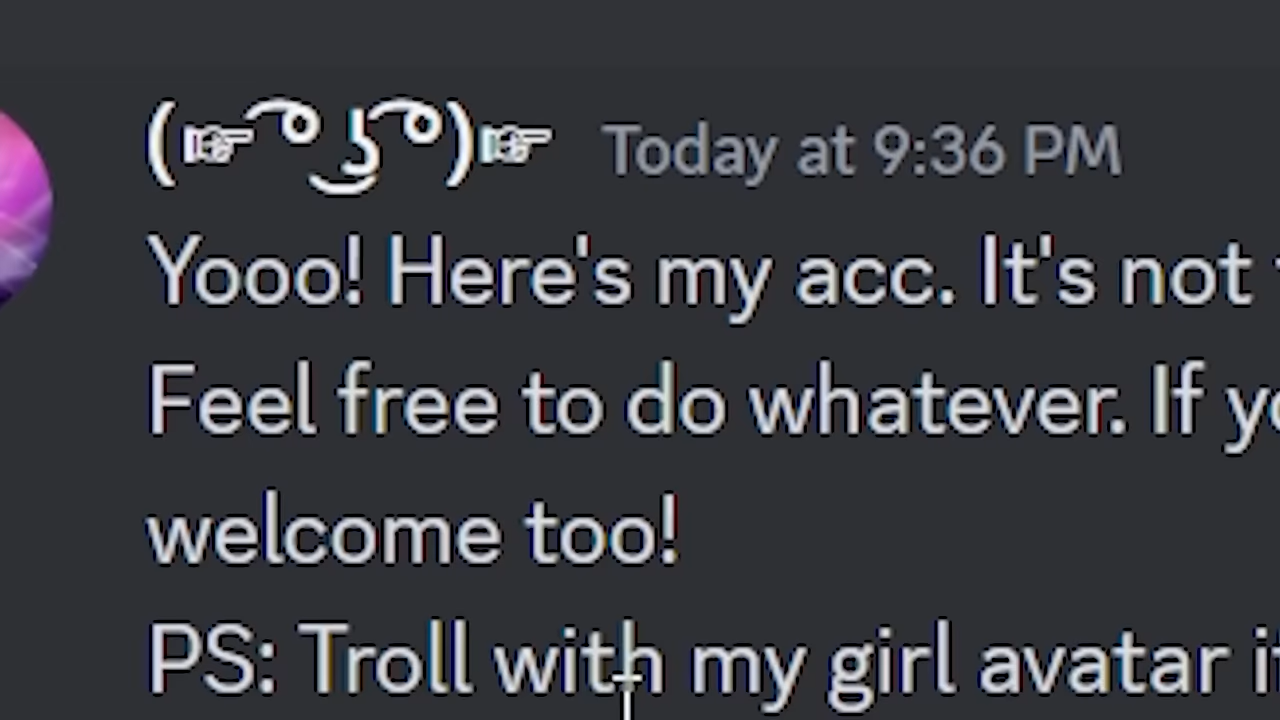 (☞ ͡° ͜ʖ ͡°)☞ Today at 9:36 PM
Yooo! Here's my acc. It's not
Feel free to do whatever. If
welcome too!
PS: Troll with my girl avatar